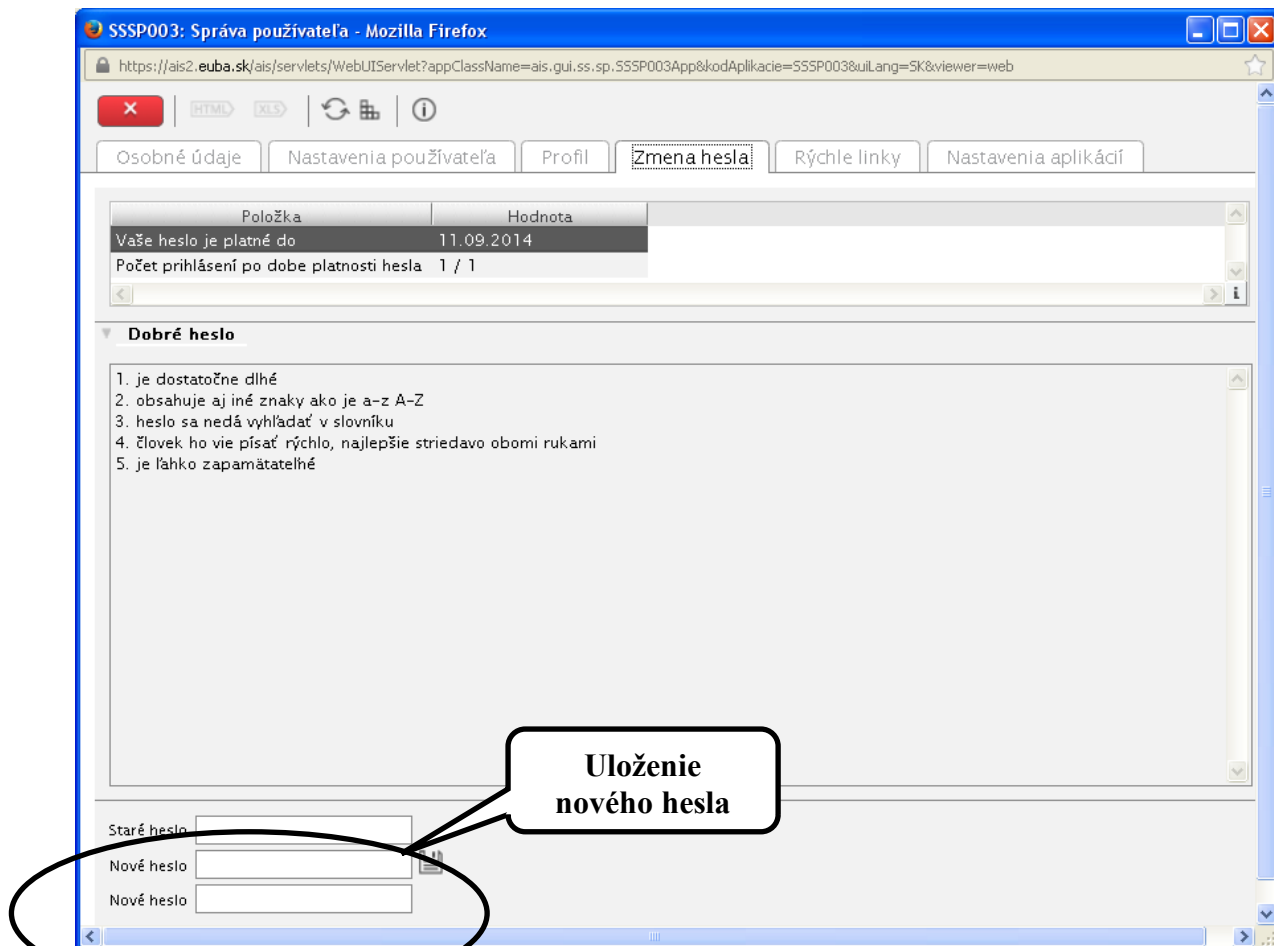 SSSP003: Správa používateľa - Mozilla Firefox
https://ais2.euba.sk/ais/servlets/WebUIServlet?appClassName=ais.gui.ss.sp.SSSP003App&kodAplikacie=SSSP003&uiLang=SK&viewer=web
HTML XLS
Osobné údaje Nastavenia používateľa Profil Zmena hesla Rýchle linky Nastavenia aplikácií
Položka Hodnota
Vaše heslo je platné do 11.09.2014
Počet prihlásení po dobe platnosti hesla 1 / 1
Dobré heslo
1. je dostatočne dlhé
2. obsahuje aj iné znaky ako je a-z A-Z
3. heslo sa nedá vyhľadať v slovníku
4. človek ho vie písať rýchlo, najlepšie striedavo obomi rukami
5. je ľahko zapamätateľné
Uloženie
nového hesla
Staré heslo
Nové heslo
Nové heslo